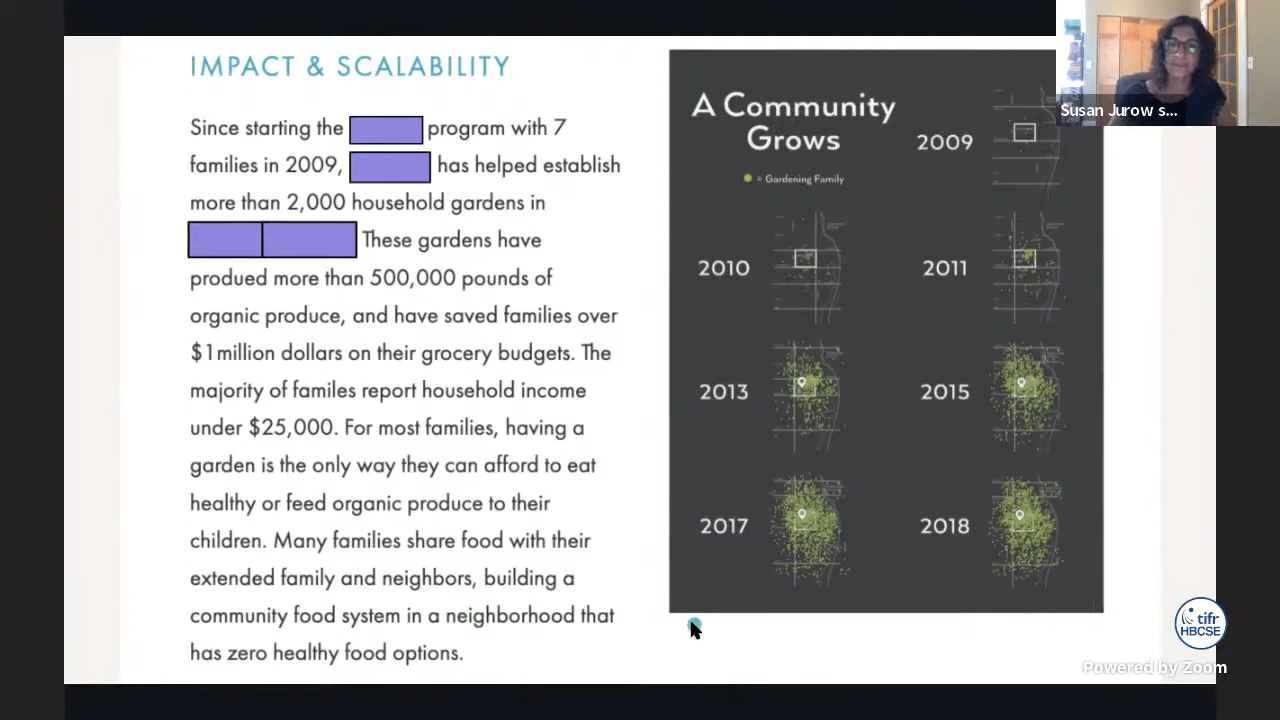 IMPACT & SCALABILITY
Since starting the program with 7
families in 2009, has helped establish
more than 2,000 household gardens in
These gardens have
produed more than 500,000 pounds of
organic produce, and have saved families over
$1million dollars on their grocery budgets. The
majority of familes report household income
under $25,000. For most families, having a
garden is the only way they can afford to eat
healthy or feed organic produce to their
children. Many families share food with their
extended family and neighbors, building a
community food system in a neighborhood that
has zero healthy food options.
A Community
Grows
= Gardening Family
2009
2010
2011
2013
2015
2017
2018
Susan Jurow s...
tifr
HBCSE
Powered by Zoom